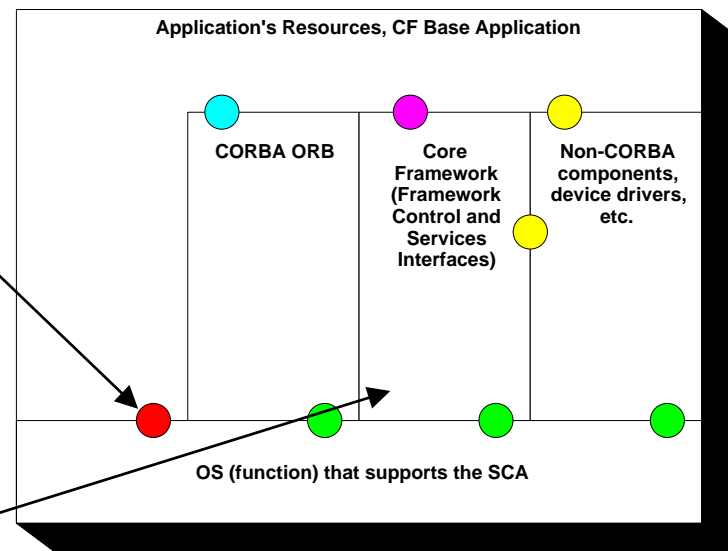 Application's Resources, CF Base Application
CORBA ORB
Core
Framework
(Framework
Control and
Services
Interfaces)
Non-CORBA
components,
device drivers,
etc.
OS (function) that supports the SCA